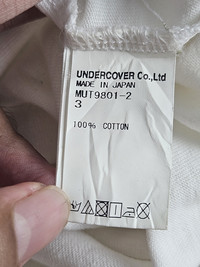 UNDERCOVER Co.,Ltd
MADE IN JAPAN
MUT9801-2
3
100% COTTON